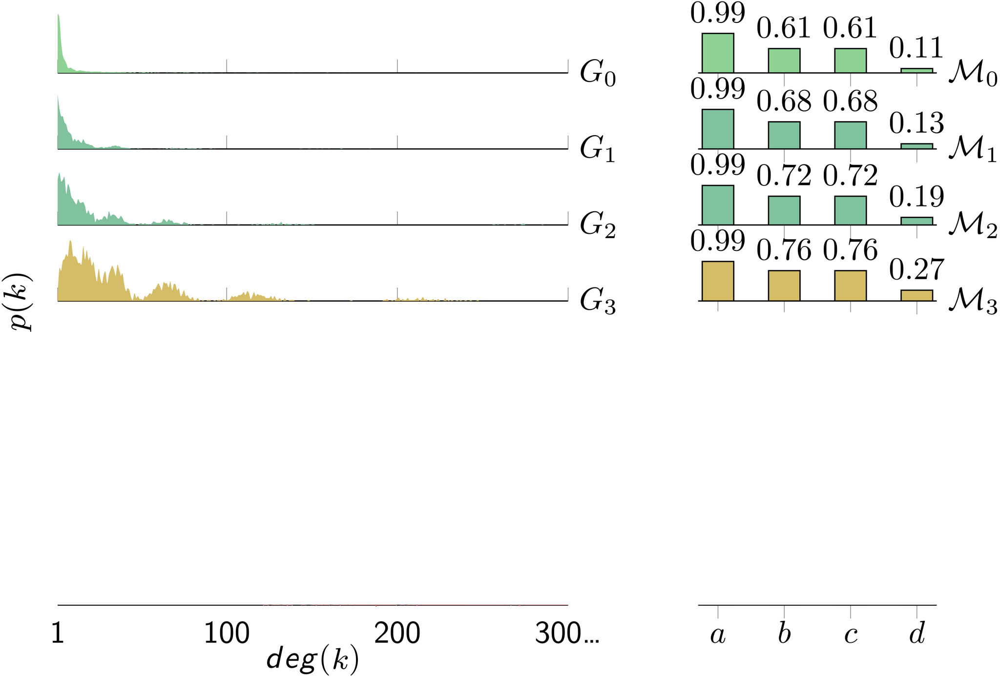 0.99 0.61 0.61 0.11
G₀ ℳ₀
0.99 0.68 0.68 0.13
G₁ ℳ₁
0.99 0.72 0.72 0.19
G₂ ℳ₂
0.99 0.76 0.76 0.27
G₃ ℳ₃
p(k)
1 100 200 300...
deg(k)
a b c d